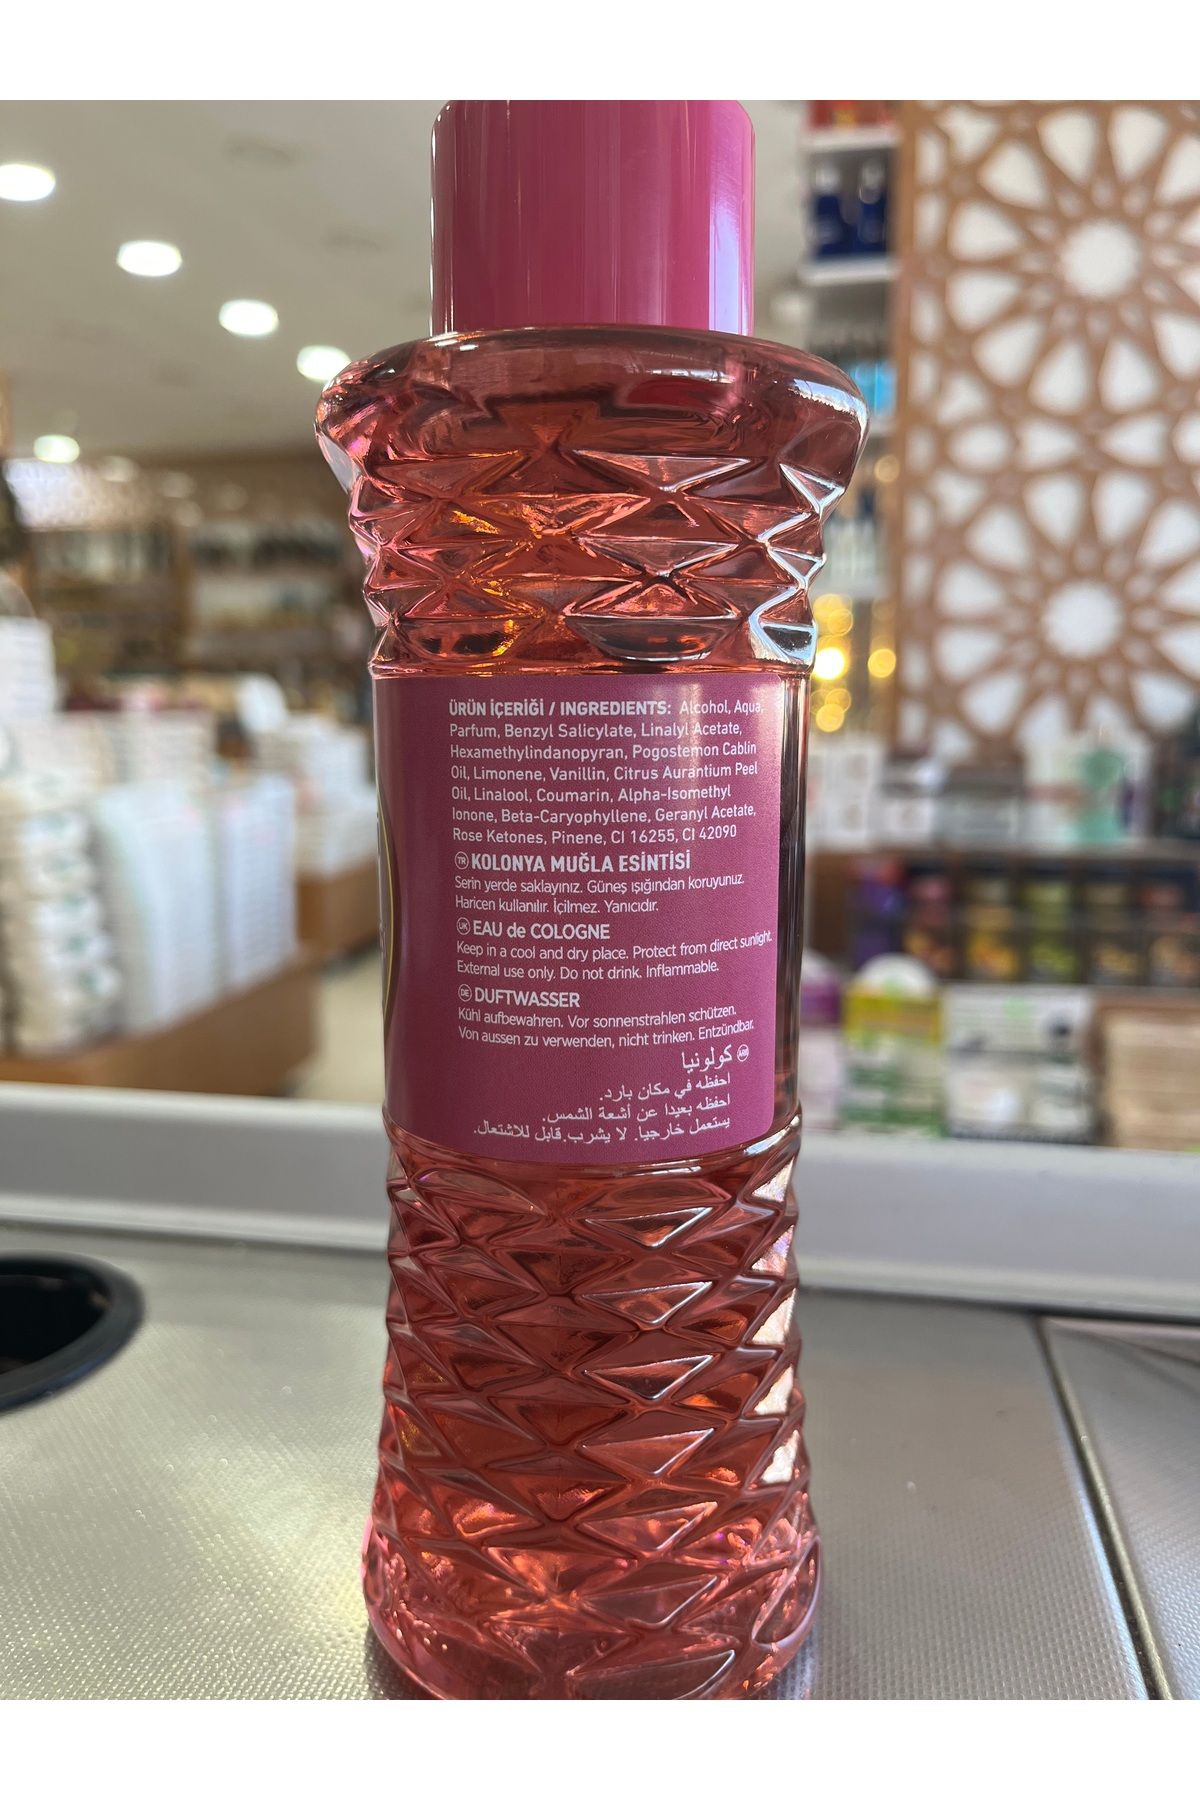 ÜRÜN İÇERİĞİ / INGREDIENTS: Alcohol, Aqua,
Parfum, Benzyl Salicylate, Linalyl Acetate,
Hexamethylindanopyran, Pogostemon Cablin
Oil, Limonene, Vanillin, Citrus Aurantium Peel
Oil, Linalool, Coumarin, Alpha-Isomethyl
Ionone, Beta-Caryophyllene, Geranyl Acetate,
Rose Ketones, Pinene, CI 16255, CI 42090
TR KOLONYA MUĞLA ESİNTİSİ
Serin yerde saklayınız. Güneş ışığından koruyunuz.
Haricen kullanılır. İçilmez. Yanıcıdır.
UK EAU de COLOGNE
Keep in a cool and dry place. Protect from direct sunlight.
External use only. Do not drink. Inflammable.
DE DUFTWASSER
Kühl aufbewahren. Vor sonnenstrahlen schützen.
Von aussen zu verwenden, nicht trinken. Entzündbar.
ARB كولونيا
احفظه في مكان بارد.
احفظه بعيدا عن أشعة الشمس.
يستعمل خارجيا. لا يشرب.قابل للاشتعال.